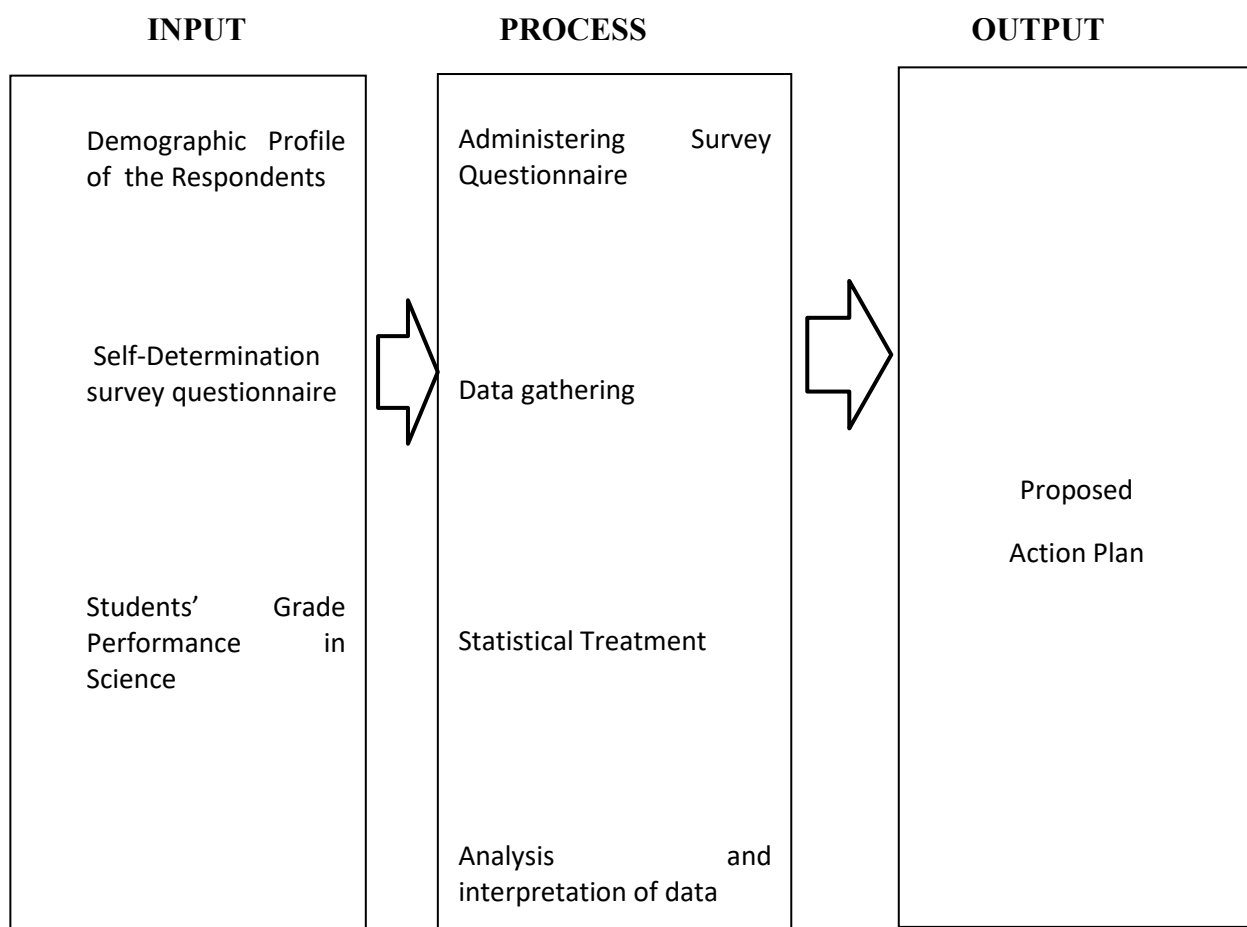 INPUT
PROCESS
OUTPUT
Demographic Profile
of the Respondents
Self-Determination
survey questionnaire
Students’ Grade
Performance in
Science
Administering Survey
Questionnaire
Data gathering
Statistical Treatment
Analysis and
interpretation of data
Proposed
Action Plan